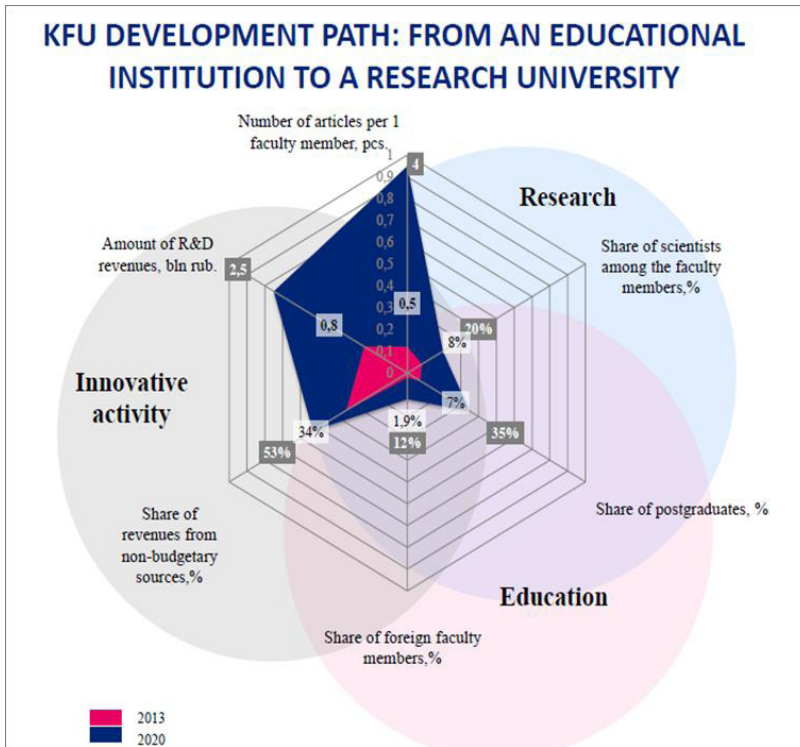 KFU DEVELOPMENT PATH: FROM AN EDUCATIONAL
INSTITUTION TO A RESEARCH UNIVERSITY
Number of articles per 1
faculty member, pcs.
1
4
0,9
0,8
0,7
0,6
0,5
0,4
0,5
0,3
0,2
0,1
0
Research
Share of scientists
among the faculty
members,%
20%
8%
Amount of R&D
revenues, bln rub.
2,5
0,8
Innovative
activity
34%
53%
7%
35%
1,9%
12%
Share of postgraduates, %
Share of
revenues from
non-budgetary
sources,%
Education
Share of foreign faculty
members,%
2013
2020